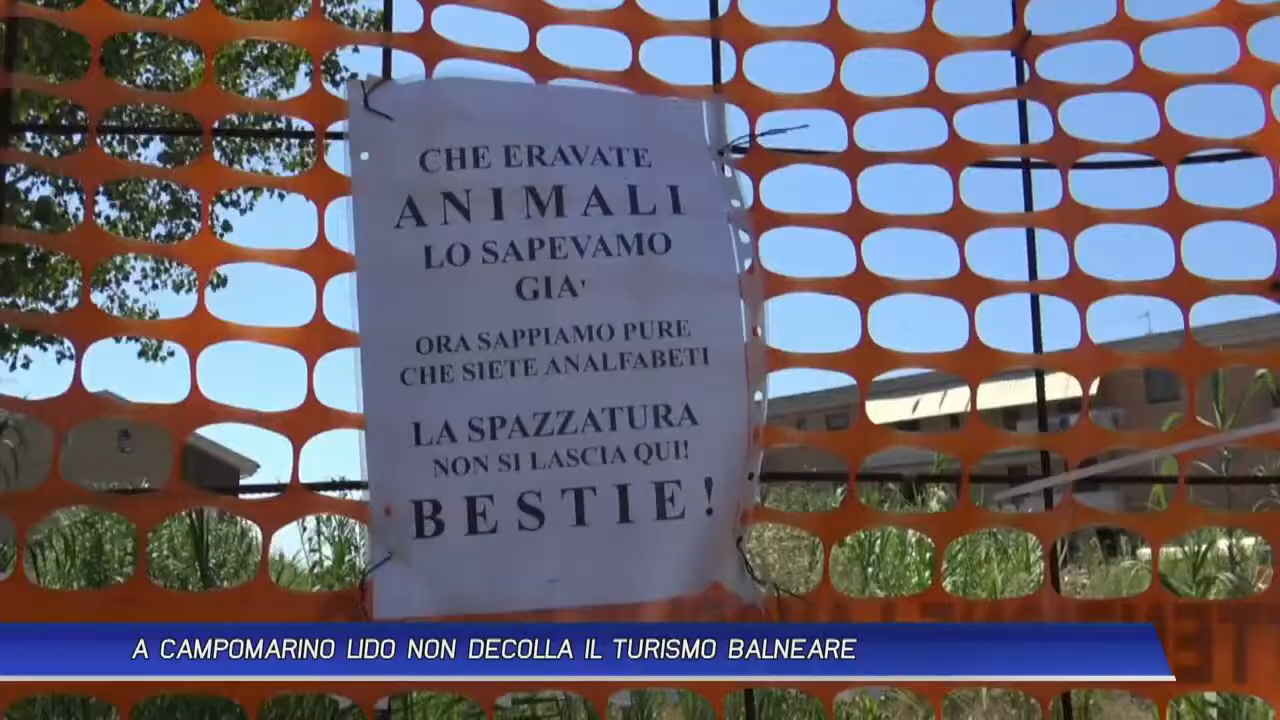 CHE ERAVATE
ANIMALI
LO SAPEVAMO
GIA'
ORA SAPPIAMO PURE
CHE SIETE ANALFABETI
LA SPAZZATURA
NON SI LASCIA QUI!
BESTIE!
A CAMPOMARINO LIDO NON DECOLLA IL TURISMO BALNEARE